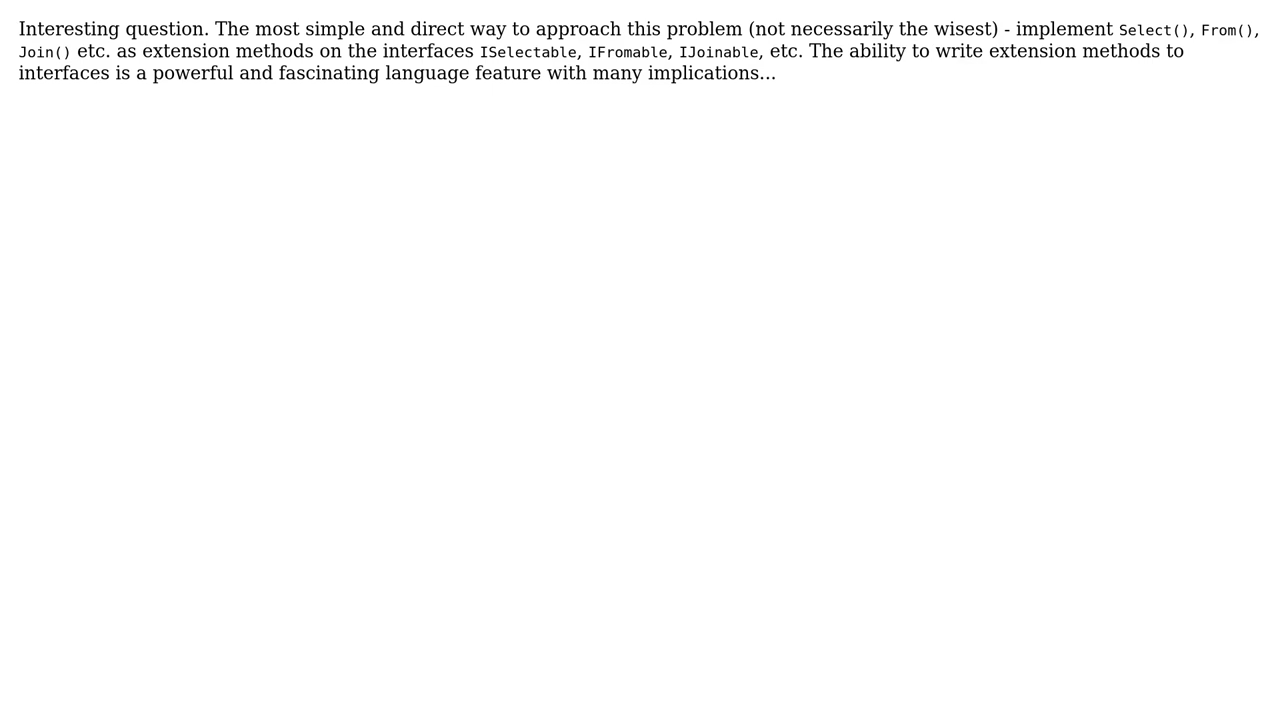 Interesting question. The most simple and direct way to approach this problem (not necessarily the wisest) - implement Select(), From(),
Join() etc. as extension methods on the interfaces ISelectable, IFromable, IJoinable, etc. The ability to write extension methods to
interfaces is a powerful and fascinating language feature with many implications...